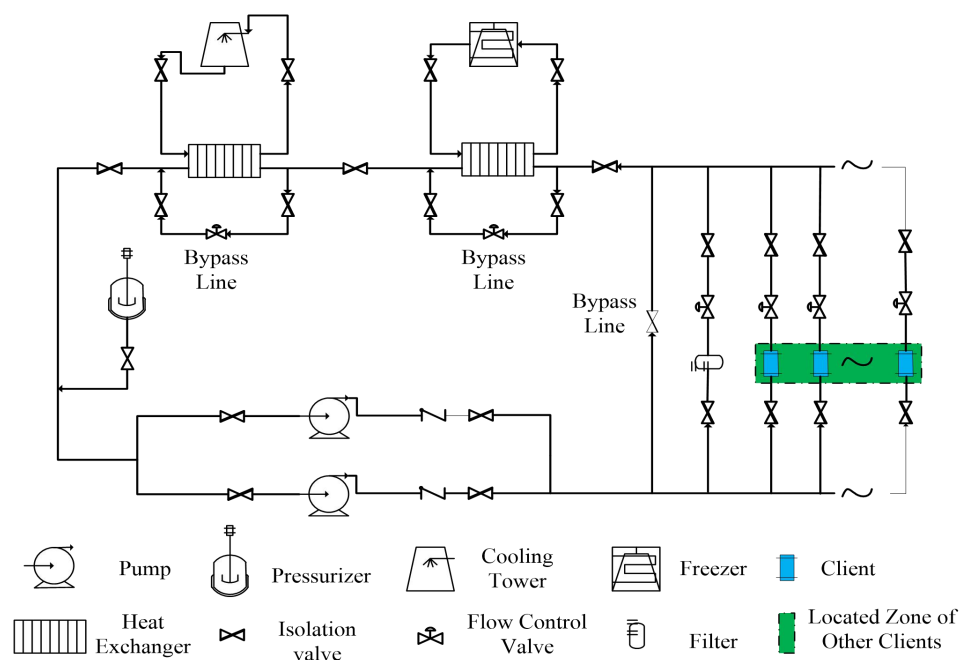 Bypass
Line
Bypass
Line
Bypass
Line
Pump
Pressurizer
Cooling
Tower
Freezer
Client
Heat
Exchanger
Isolation
valve
Flow Control
Valve
Filter
Located Zone of
Other Clients